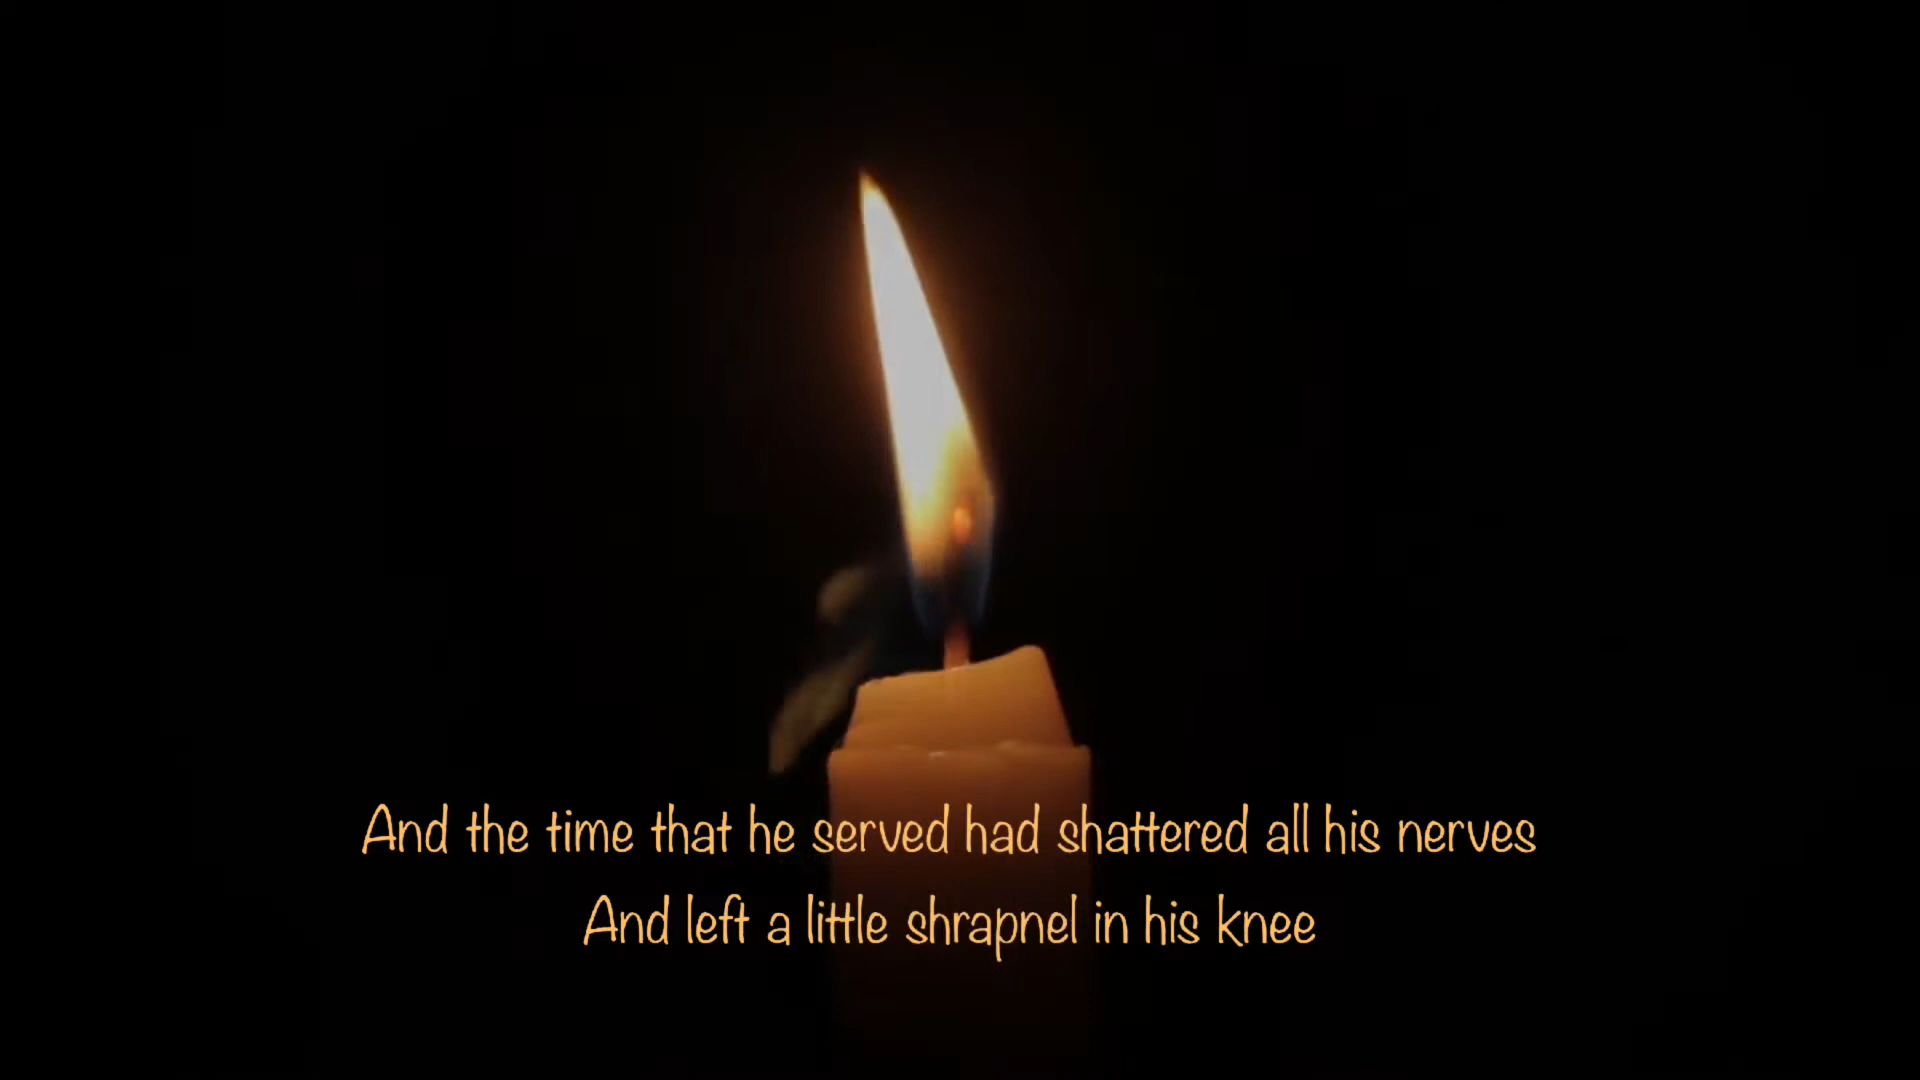 And the time that he served had shattered all his nerves
And left a little shrapnel in his knee